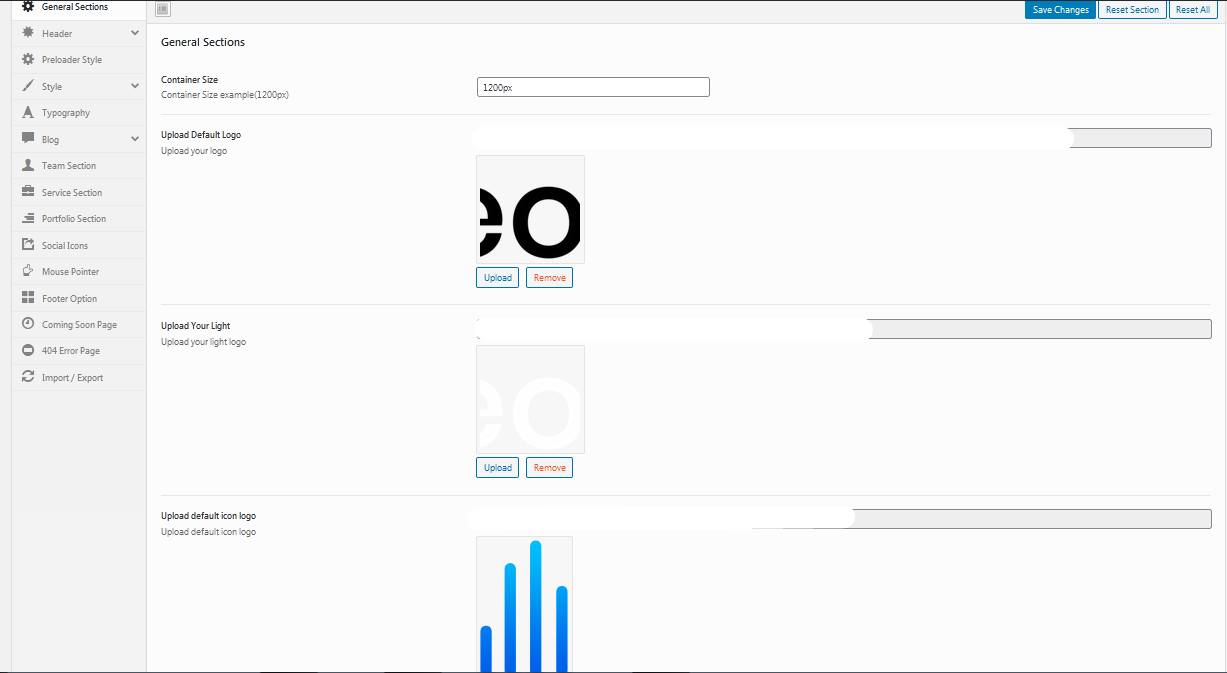 General Sections
Header
Preloader Style
Style
Typography
Blog
Team Section
Service Section
Portfolio Section
Social Icons
Mouse Pointer
Footer Option
Coming Soon Page
404 Error Page
Import / Export
Save Changes
Reset Section
Reset All
General Sections
Container Size
Container Size example(1200px)
1200px
Upload Default Logo
Upload your logo
eo
Upload
Remove
Upload Your Light
Upload your light logo
eo
Upload
Remove
Upload default icon logo
Upload default icon logo